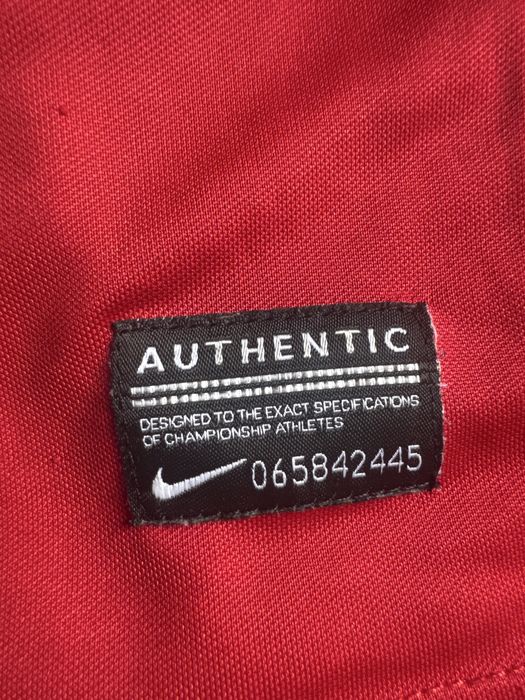 AUTHENTIC
DESIGNED TO THE EXACT SPECIFICATIONS
OF CHAMPIONSHIP ATHLETES
065842445